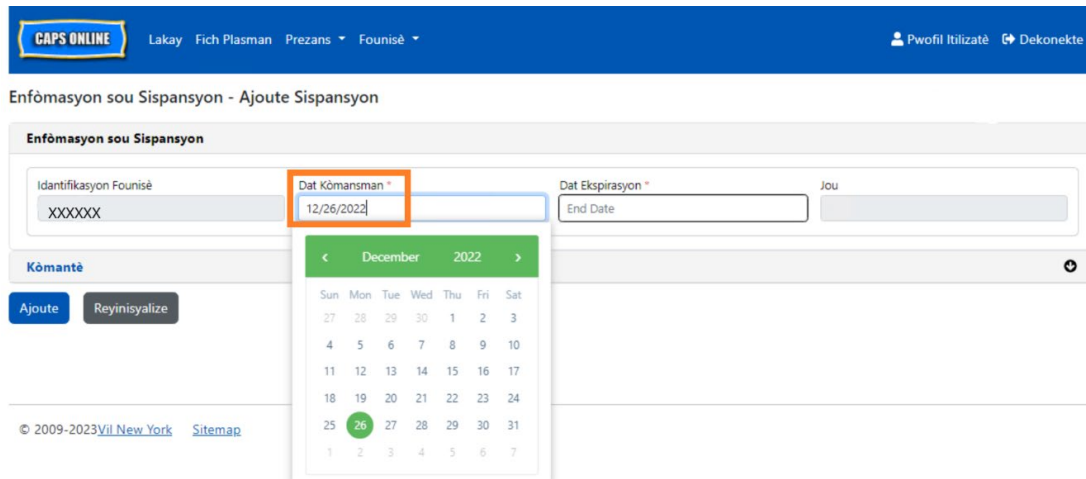 CAPS ONLINE Lakay Fich Plasman Prezans Founisè Pwofil Itilizatè Dekonekte
Enfòmasyon sou Sispansyon - Ajoute Sispansyon
Enfòmasyon sou Sispansyon
Idantifikasyon Founisè Dat Kòmansman * Dat Ekspirasyon * Jou
XXXXXX 12/26/2022 End Date
December 2022
Kòmantè
Sun Mon Tue Wed Thu Fri Sat
Ajoute Reyinisyalize
27 28 29 30 1 2 3
4 5 6 7 8 9 10
11 12 13 14 15 16 17
18 19 20 21 22 23 24
25 26 27 28 29 30 31
1 2 3 4 5 6 7
© 2009-2023Vil New York Sitemap